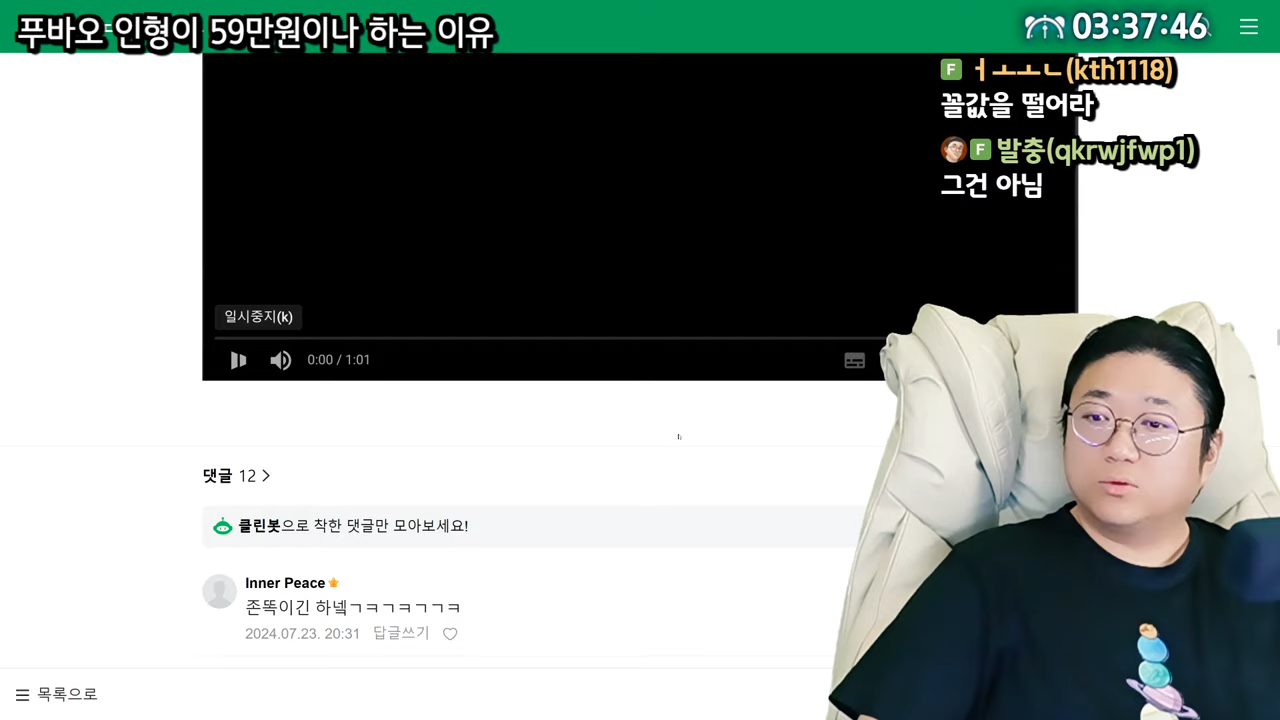 푸바오 인형이 59만원이나 하는 이유
03:37:46
F ㅓㅗㅗㄴ(kth1118)
꼴값을 떨어라
F 발충(qkrwjfwp1)
그건 아님
일시중지(k)
0:00 / 1:01
댓글 12
클린봇으로 착한 댓글만 모아보세요!
Inner Peace
존똑이긴 하넼ㄱㅋㄱㅋㄱㄱㅋ
2024.07.23. 20:31 답글쓰기
목록으로